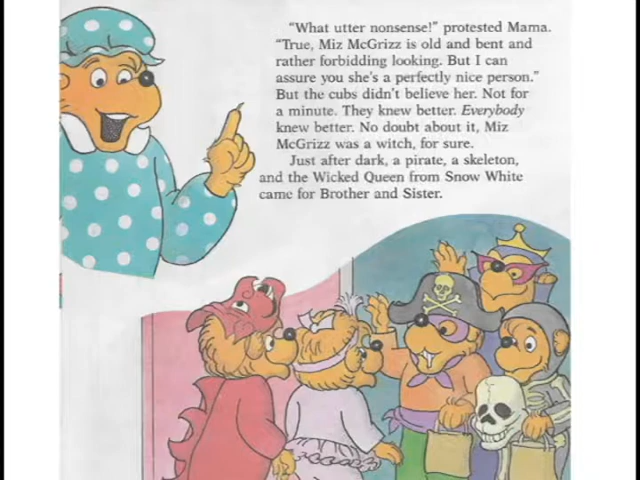 "What utter nonsense!" protested Mama.
"True, Miz McGrizz is old and bent and
rather forbidding looking. But I can
assure you she's a perfectly nice person."
But the cubs didn't believe her. Not for
a minute. They knew better. Everybody
knew better. No doubt about it, Miz
McGrizz was a witch, for sure.
Just after dark, a pirate, a skeleton,
and the Wicked Queen from Snow White
came for Brother and Sister.